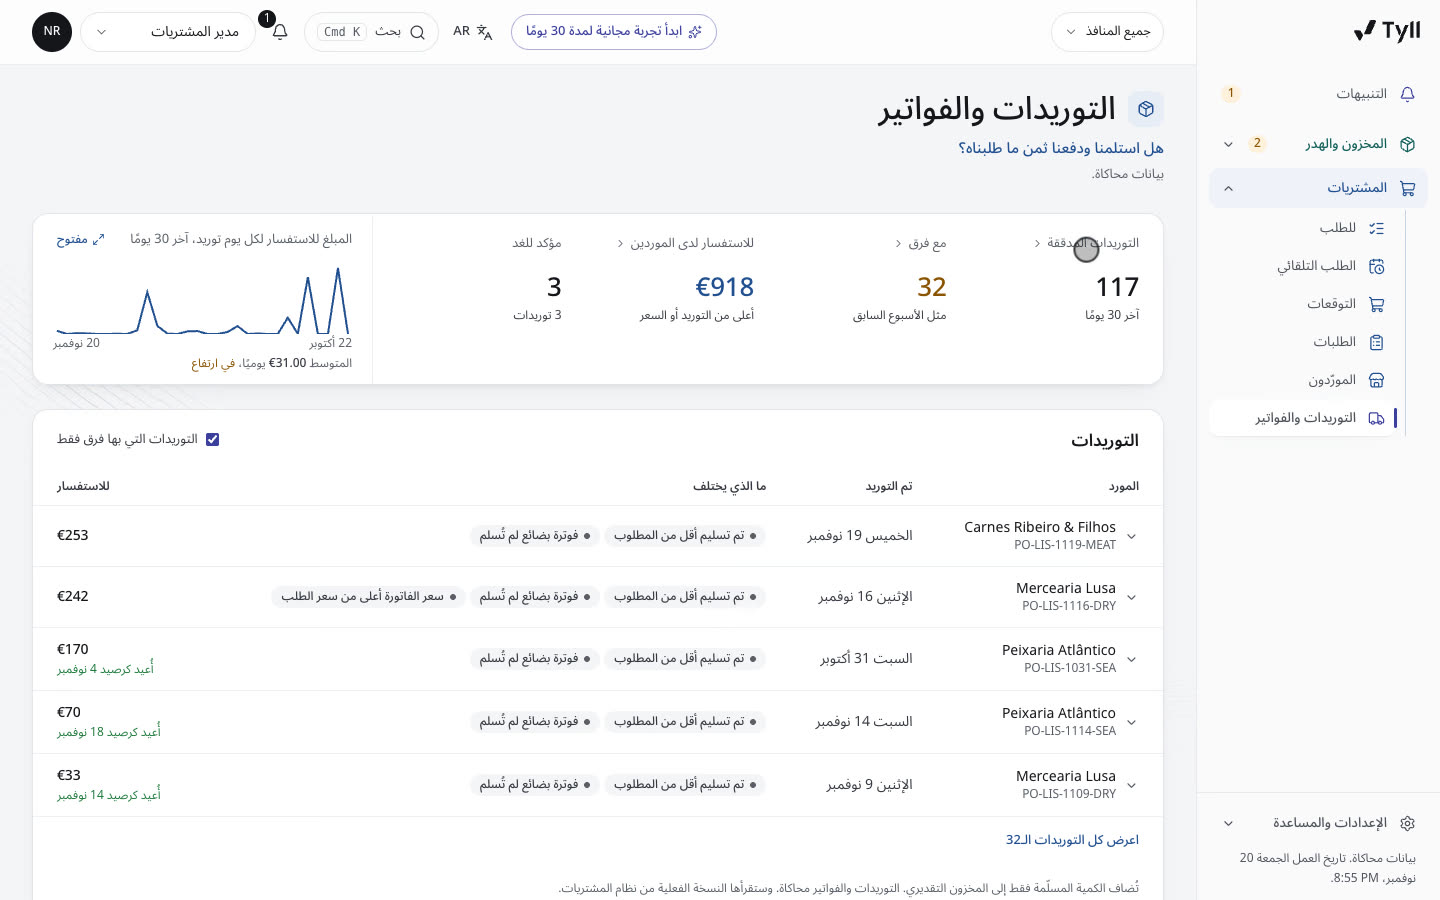 Tyll
التنبيهات 1
المخزون والهدر 2
المشتريات
للطلب
الطلب التلقائي
التوقعات
الطلبات
المورّدون
التوريدات والفواتير
الإعدادات والمساعدة
بيانات محاكاة. تاريخ العمل الجمعة 20
نوفمبر، 8:55 PM.
جميع المنافذ
ابدأ تجربة مجانية لمدة 30 يومًا
AR
بحث Cmd K
1
مدير المشتريات
NR
التوريدات والفواتير
هل استلمنا ودفعنا ثمن ما طلبناه؟
بيانات محاكاة.
التوريدات المدققة
117
آخر 30 يومًا
مع فرق
32
مثل الأسبوع السابق
للاستفسار لدى الموردين
€918
أعلى من التوريد أو السعر
مؤكد للغد
3
3 توريدات
المبلغ للاستفسار لكل يوم توريد، آخر 30 يومًا
مفتوح
22 أكتوبر
20 نوفمبر
المتوسط €31.00 يوميًا، في ارتفاع
التوريدات
التوريدات التي بها فرق فقط
المورد تم التوريد ما الذي يختلف للاستفسار
Carnes Ribeiro & Filhos
PO-LIS-1119-MEAT
الخميس 19 نوفمبر
تم تسليم أقل من المطلوب
فوترة بضائع لم تُسلم
€253
Mercearia Lusa
PO-LIS-1116-DRY
الإثنين 16 نوفمبر
تم تسليم أقل من المطلوب
فوترة بضائع لم تُسلم
سعر الفاتورة أعلى من سعر الطلب
€242
Peixaria Atlântico
PO-LIS-1031-SEA
السبت 31 أكتوبر
تم تسليم أقل من المطلوب
فوترة بضائع لم تُسلم
€170
أُعيد كرصيد 4 نوفمبر
Peixaria Atlântico
PO-LIS-1114-SEA
السبت 14 نوفمبر
تم تسليم أقل من المطلوب
فوترة بضائع لم تُسلم
€70
أُعيد كرصيد 18 نوفمبر
Mercearia Lusa
PO-LIS-1109-DRY
الإثنين 9 نوفمبر
تم تسليم أقل من المطلوب
فوترة بضائع لم تُسلم
€33
أُعيد كرصيد 14 نوفمبر
اعرض كل التوريدات الـ32
تُضاف الكمية المسلّمة فقط إلى المخزون التقديري. التوريدات والفواتير محاكاة. وستقرأها النسخة الفعلية من نظام المشتريات.